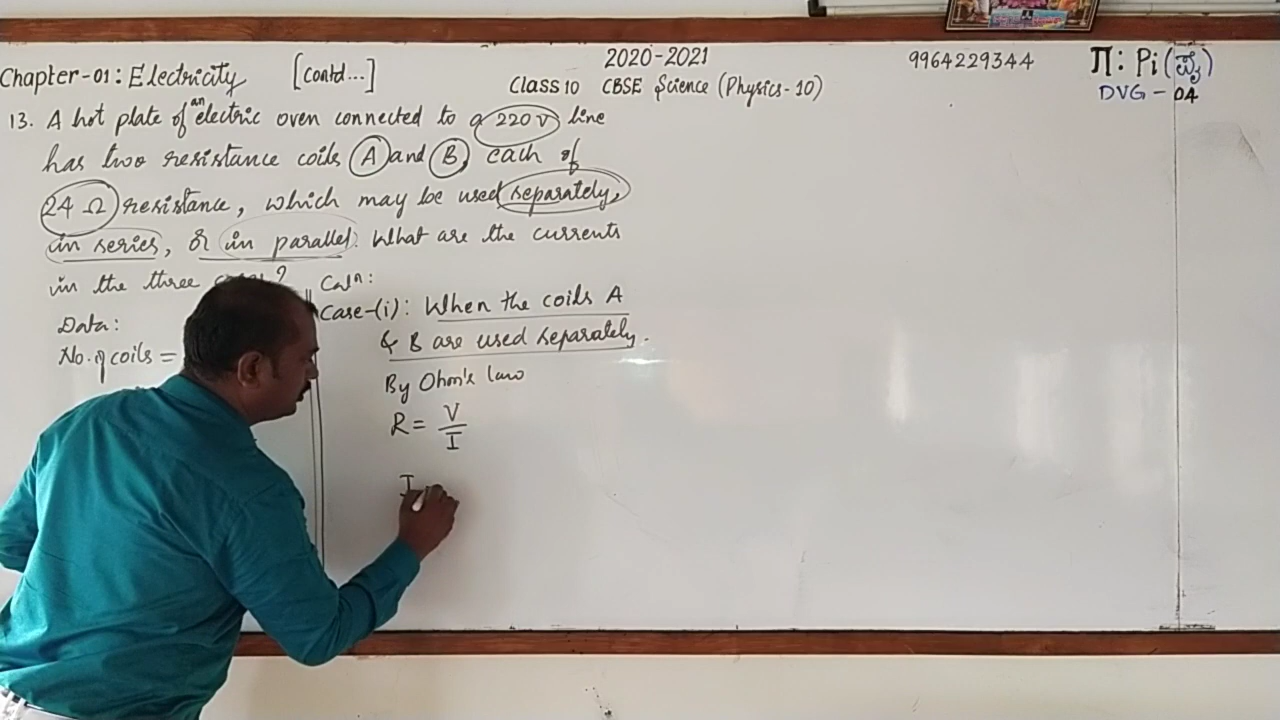 2020-2021
Chapter-01: Electricity [Contd...]
Class 10 CBSE Science (Physics-10)
9964229344
Π: Pi (ಪೈ)
DVG-04
13. A hot plate of an electric oven connected to a 220 V line
has two resistance coils A and B, each of
24 Ω resistance, which may be used separately,
in series, or in parallel. What are the currents
in the three
Data:
No. of coils =
Calⁿ:
Case-(i): When the coils A
& B are used separately.
By Ohm's law
R = V/I
I